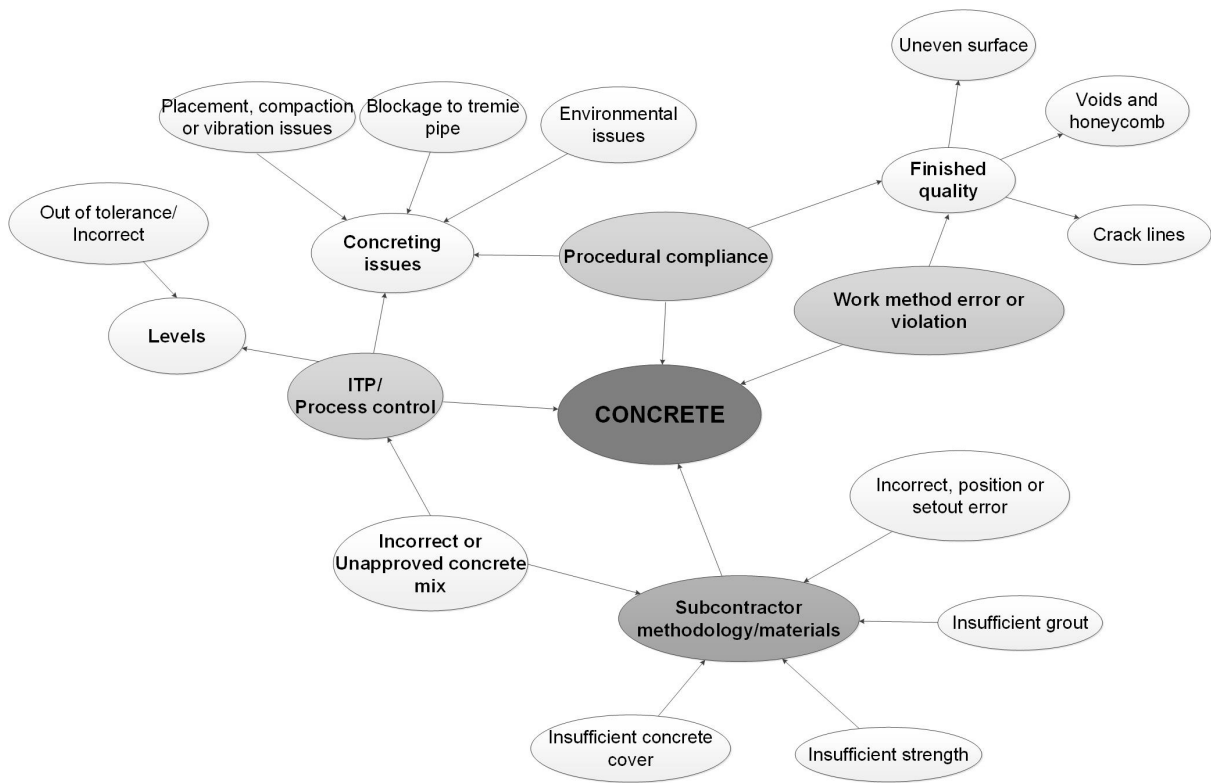 Uneven surface
Placement, compaction
or vibration issues
Blockage to tremie
pipe
Environmental
issues
Voids and
honeycomb
Finished
quality
Out of tolerance/
Incorrect
Concreting
issues
Procedural compliance
Crack lines
Work method error or
violation
Levels
ITP/
Process control
CONCRETE
Incorrect, position or
setout error
Incorrect or
Unapproved concrete
mix
Subcontractor
methodology/materials
Insufficient grout
Insufficient concrete
cover
Insufficient strength